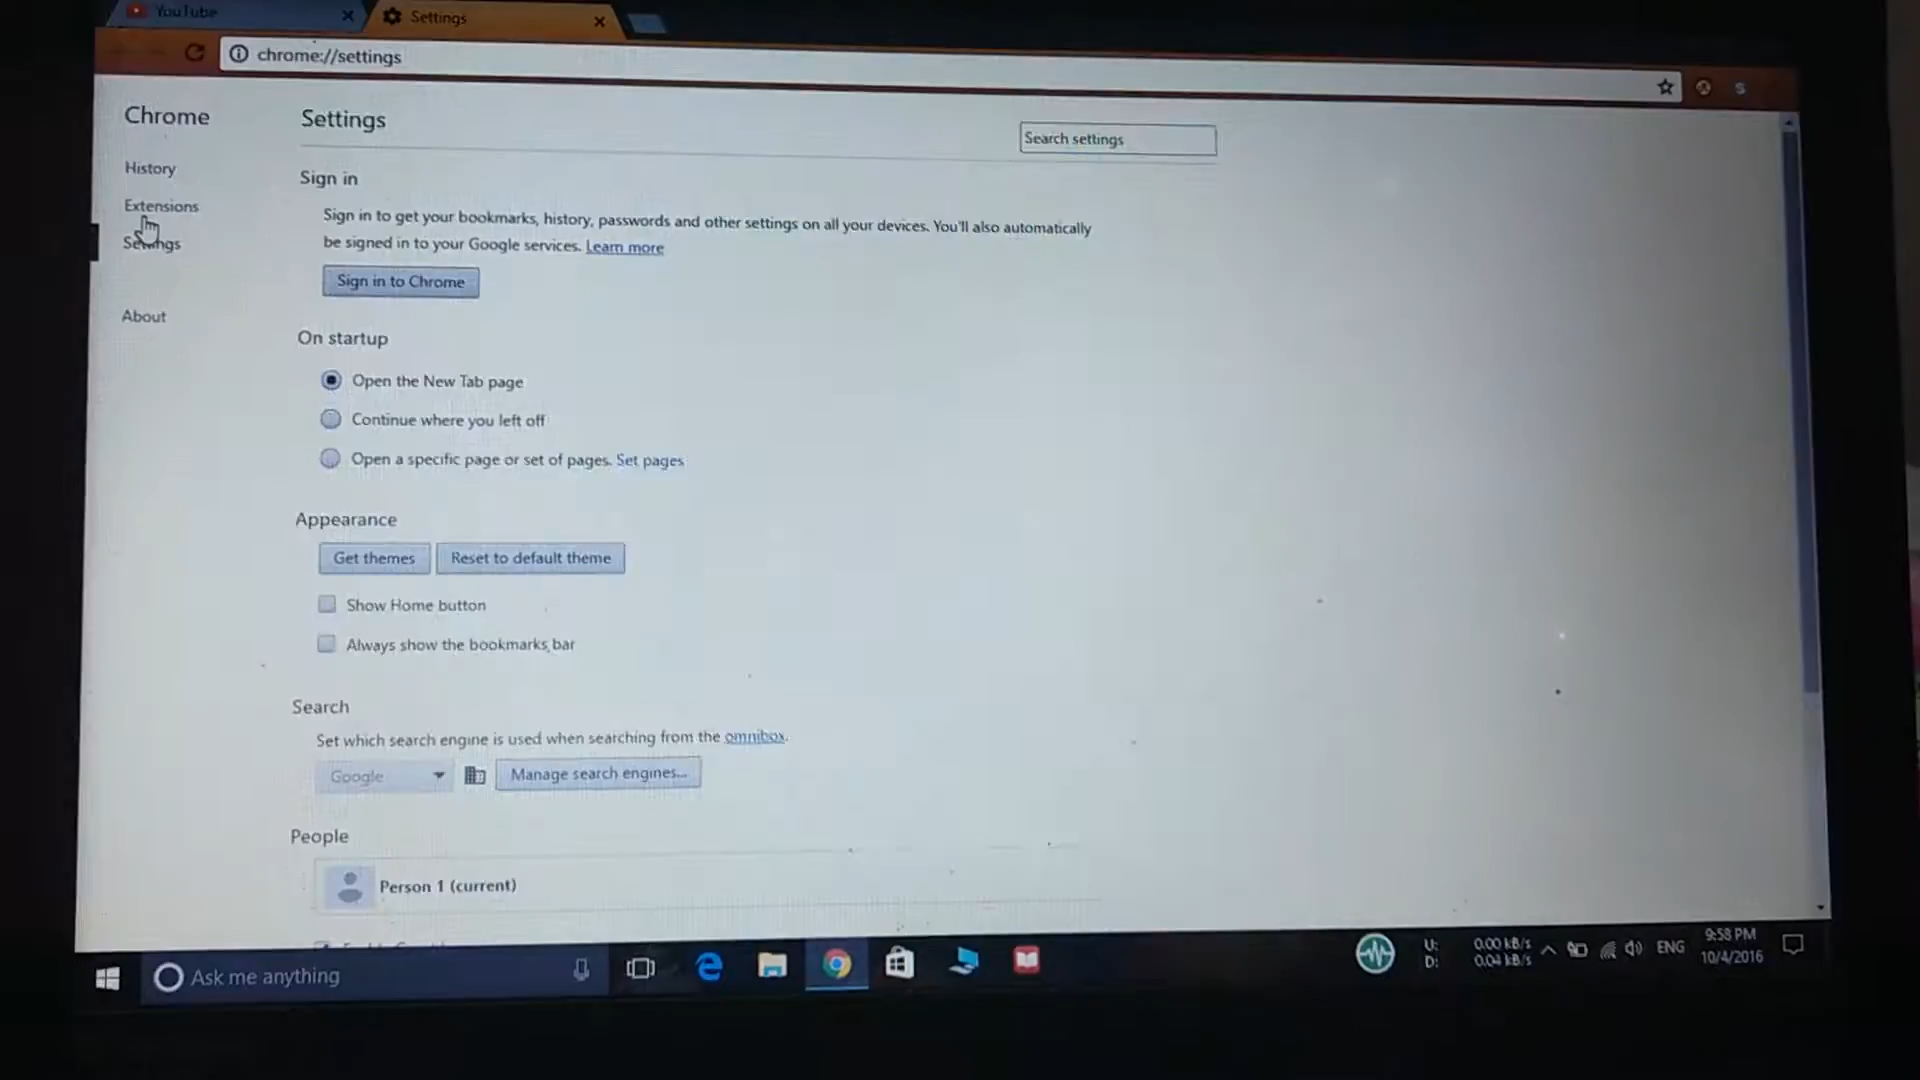 YouTube
Settings
chrome://settings
Chrome
Settings
Search settings
History
Extensions
Settings
About
Sign in
Sign in to get your bookmarks, history, passwords and other settings on all your devices. You'll also automatically
be signed in to your Google services. Learn more
Sign in to Chrome
On startup
Open the New Tab page
Continue where you left off
Open a specific page or set of pages. Set pages
Appearance
Get themes
Reset to default theme
Show Home button
Always show the bookmarks bar
Search
Set which search engine is used when searching from the omnibox.
Google
Manage search engines...
People
Person 1 (current)
Ask me anything
U: 0.00 kB/s
D: 0.04 kB/s
ENG
9:58 PM
10/4/2016